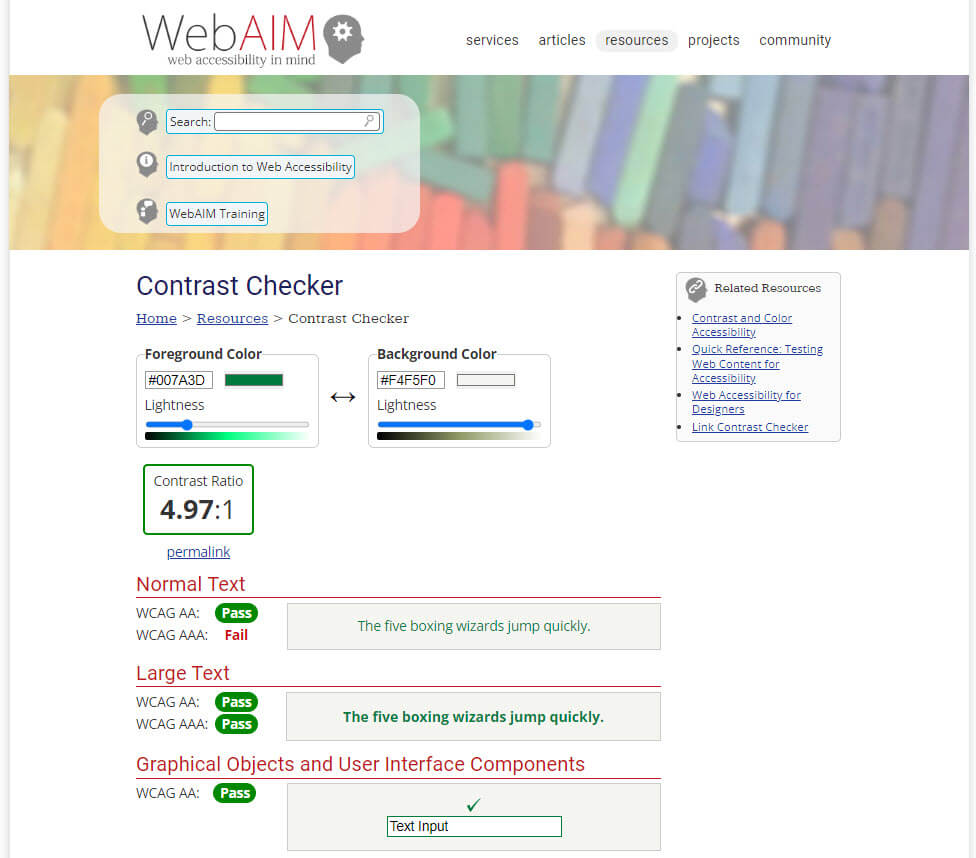 WebAIM
web accessibility in mind
services articles resources projects community
Search:
Introduction to Web Accessibility
WebAIM Training
Contrast Checker
Home > Resources > Contrast Checker
Foreground Color
#007A3D
Lightness
↔
Background Color
#F4F5F0
Lightness
Contrast Ratio
4.97:1
permalink
Normal Text
WCAG AA: Pass
WCAG AAA: Fail
The five boxing wizards jump quickly.
Large Text
WCAG AA: Pass
WCAG AAA: Pass
The five boxing wizards jump quickly.
Graphical Objects and User Interface Components
WCAG AA: Pass
✓
Text Input
Related Resources
Contrast and Color
Accessibility
Quick Reference: Testing
Web Content for
Accessibility
Web Accessibility for
Designers
Link Contrast Checker